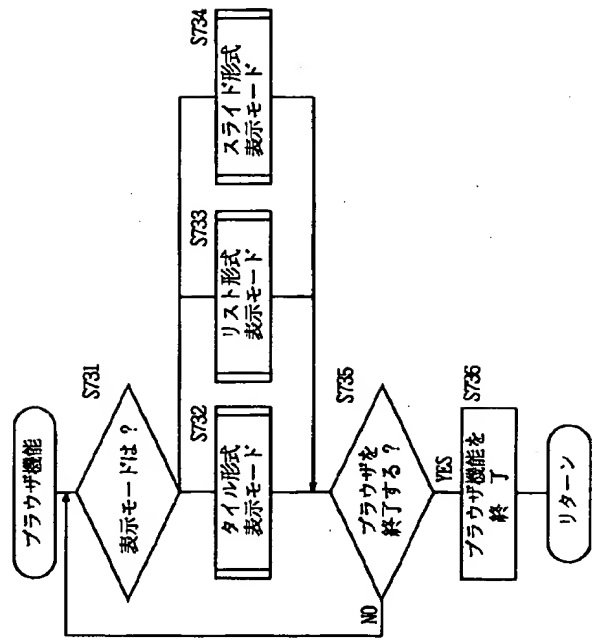 ブラウザ機能
S731
表示モードは?
S732
タイル形式
表示モード
S733
リスト形式
表示モード
S734
スライド形式
表示モード
S735
ブラウザを
終了する?
NO
YES
S736
ブラウザ機能を
終 了
リターン